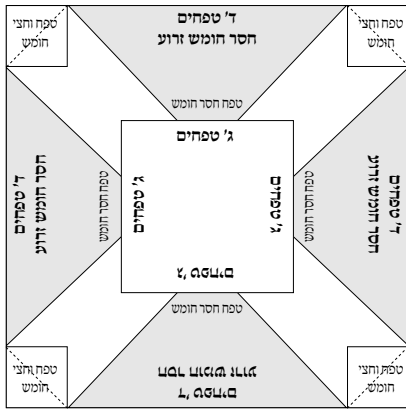 טפח וחצי
חומש
ד' טפחים
חסר חומש זרוע
טפח וחצי
חומש
טפח חסר חומש
ג' טפחים
ד' טפחים
חסר חומש זרוע
טפח חסר
חומש
ג' טפחים
ג' טפחים
טפח חסר
חומש
חסר חומש זרוע
ד' טפחים
ג' טפחים
טפח חסר חומש
טפח וחצי
חומש
ד' טפחים
חסר חומש זרוע
טפח וחצי
חומש